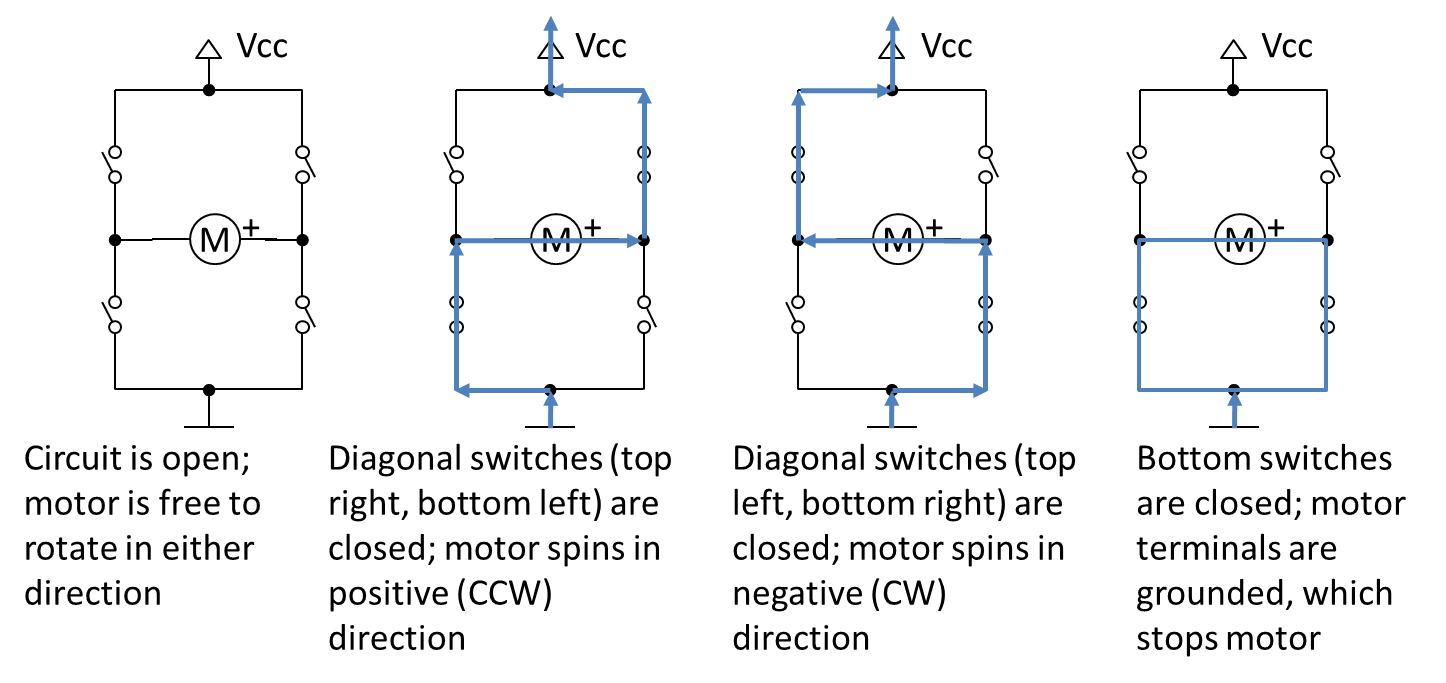 Vcc
Vcc
Vcc
Vcc
M +
M +
M +
M +
Circuit is open;
motor is free to
rotate in either
direction
Diagonal switches (top
right, bottom left) are
closed; motor spins in
positive (CCW)
direction
Diagonal switches (top
left, bottom right) are
closed; motor spins in
negative (CW)
direction
Bottom switches
are closed; motor
terminals are
grounded, which
stops motor